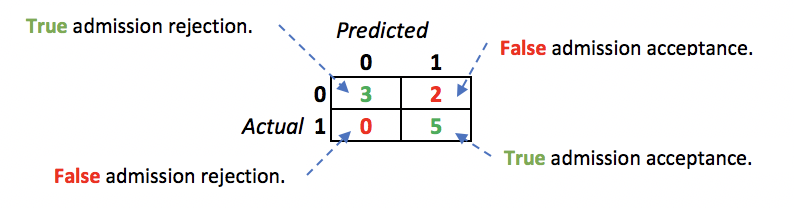 True admission rejection.
Predicted
False admission acceptance.
0 1
0 3 2
Actual 1 0 5
True admission acceptance.
False admission rejection.